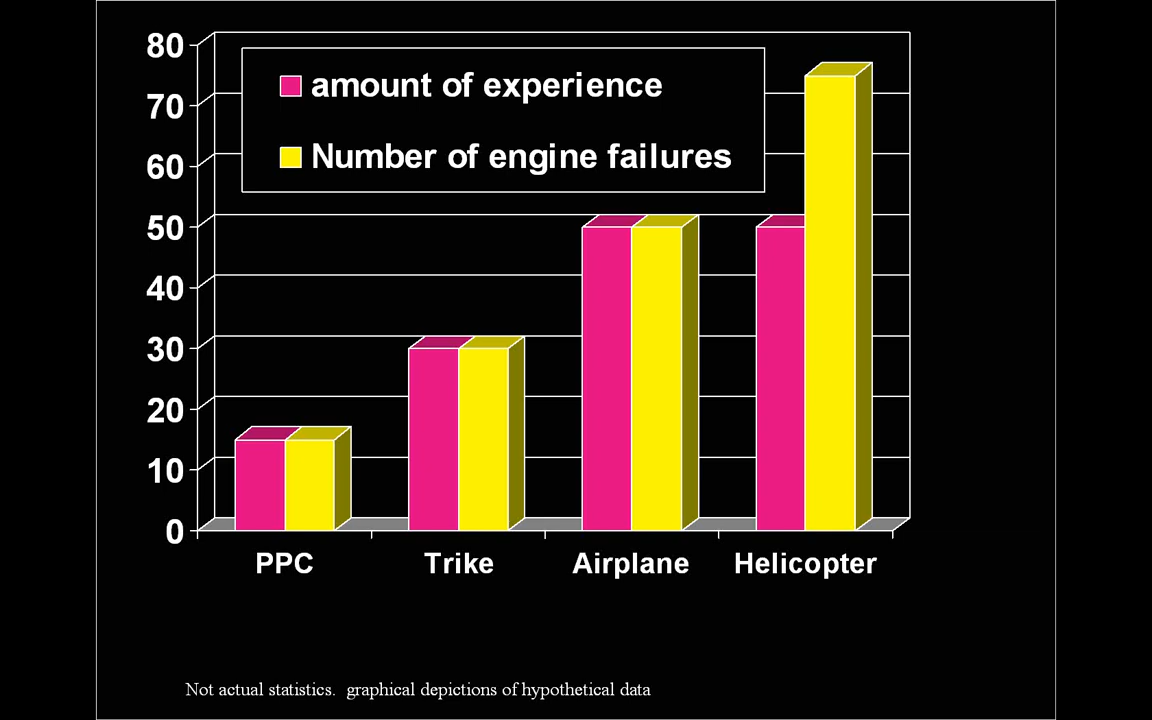 80
70
60
50
40
30
20
10
0
amount of experience
Number of engine failures
PPC Trike Airplane Helicopter
Not actual statistics.  graphical depictions of hypothetical data